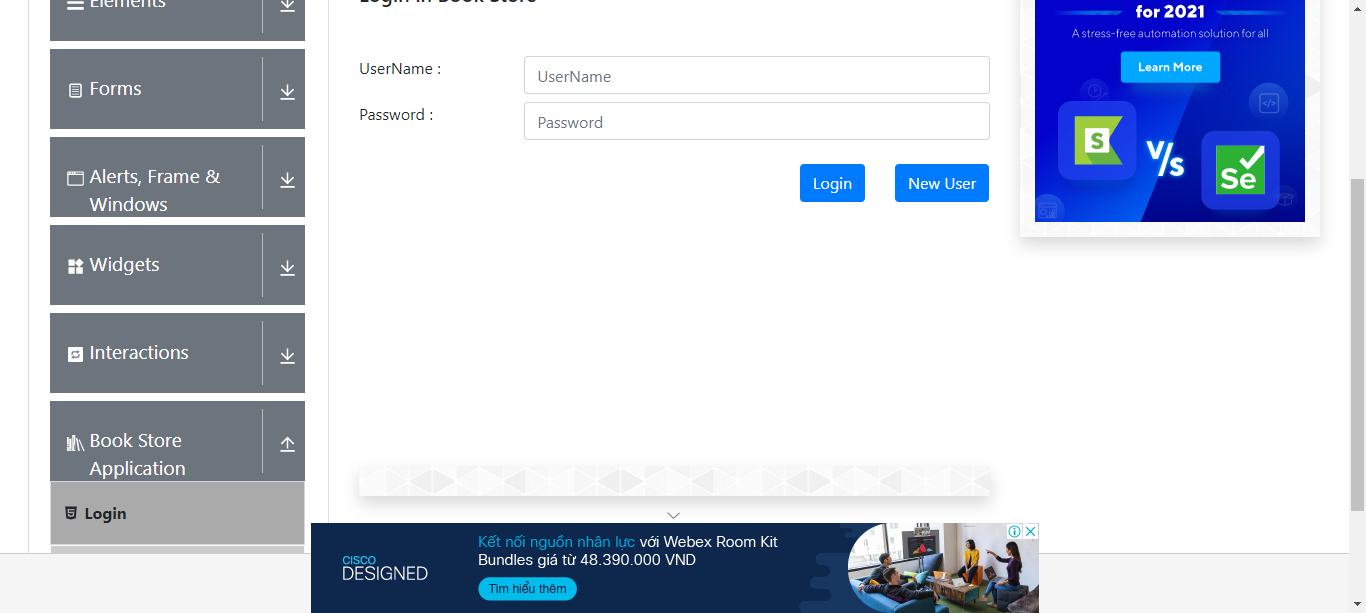 Elements
Forms
Alerts, Frame &
Windows
Widgets
Interactions
Book Store
Application
Login
Login in Book Store
UserName :
UserName
Password :
Password
Login
New User
for 2021
A stress-free automation solution for all
Learn More
S
V/s
Se
CISCO
DESIGNED
Kết nối nguồn nhân lực với Webex Room Kit
Bundles giá từ 48.390.000 VND
Tìm hiểu thêm